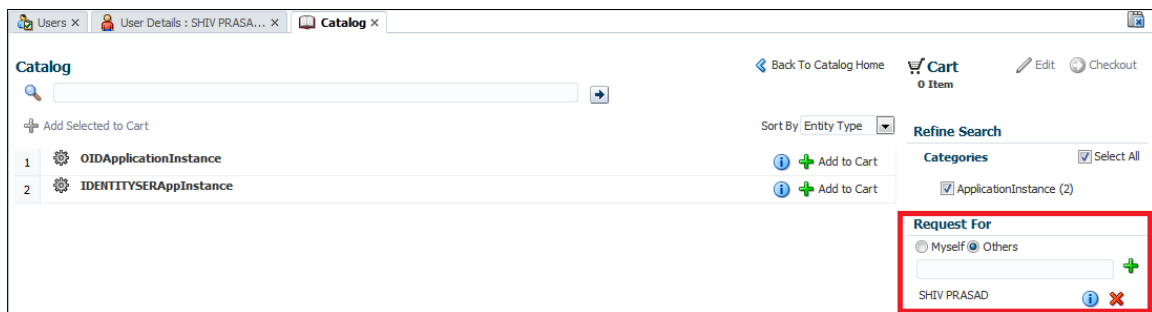 Users × User Details : SHIV PRASA... × Catalog ×
Catalog
Back To Catalog Home
Cart
Edit
Checkout
0 Item
Add Selected to Cart
Sort By Entity Type
Refine Search
1 OIDApplicationInstance Add to Cart
Categories
Select All
2 IDENTITYSERAppInstance Add to Cart
ApplicationInstance (2)
Request For
Myself Others
SHIV PRASAD